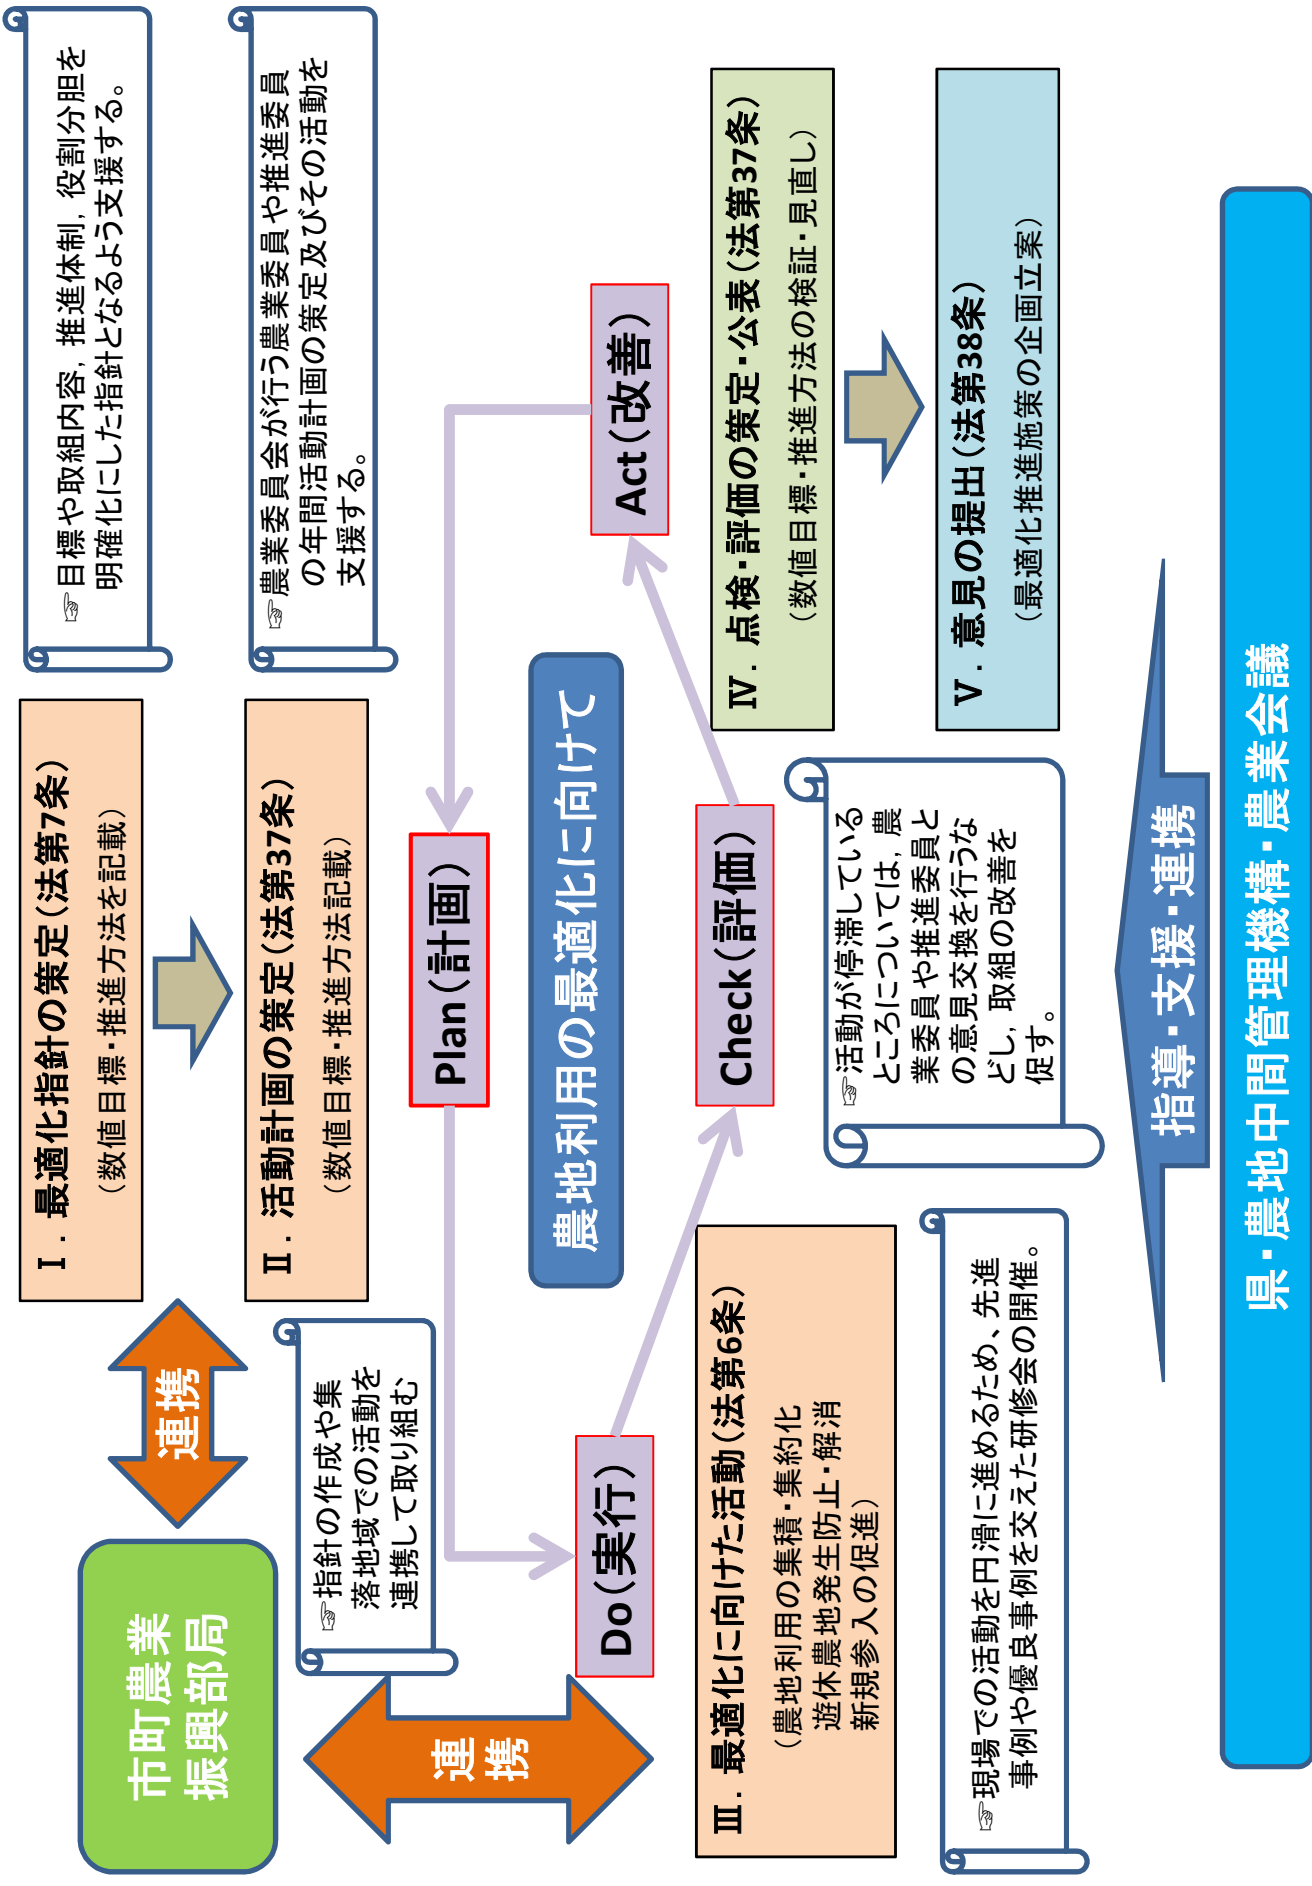 市町農業
振興部局
連携
Ⅰ．最適化指針の策定（法第7条）
（数値目標・推進方法を記載）
☞目標や取組内容，推進体制，役割分胆を
明確化にした指針となるよう支援する。
Ⅱ．活動計画の策定（法第37条）
（数値目標・推進方法記載）
☞農業委員会が行う農業委員や推進委員
の年間活動計画の策定及びその活動を
支援する。
☞指針の作成や集
落地域での活動を
連携して取り組む
連携
Plan（計画）
農地利用の最適化に向けて
Do（実行）
Check（評価）
Act（改善）
Ⅲ．最適化に向けた活動（法第6条）
（農地利用の集積・集約化
遊休農地発生防止・解消
新規参入の促進）
☞活動が停滞している
ところについては，農
業委員や推進委員と
の意見交換を行うな
どし，取組の改善を
促す。
Ⅳ．点検・評価の策定・公表（法第37条）
（数値目標・推進方法の検証・見直し）
Ⅴ．意見の提出（法第38条）
（最適化推進施策の企画立案）
☞現場での活動を円滑に進めるため、先進
事例や優良事例を交えた研修会の開催。
指導・支援・連携
県・農地中間管理機構・農業会議